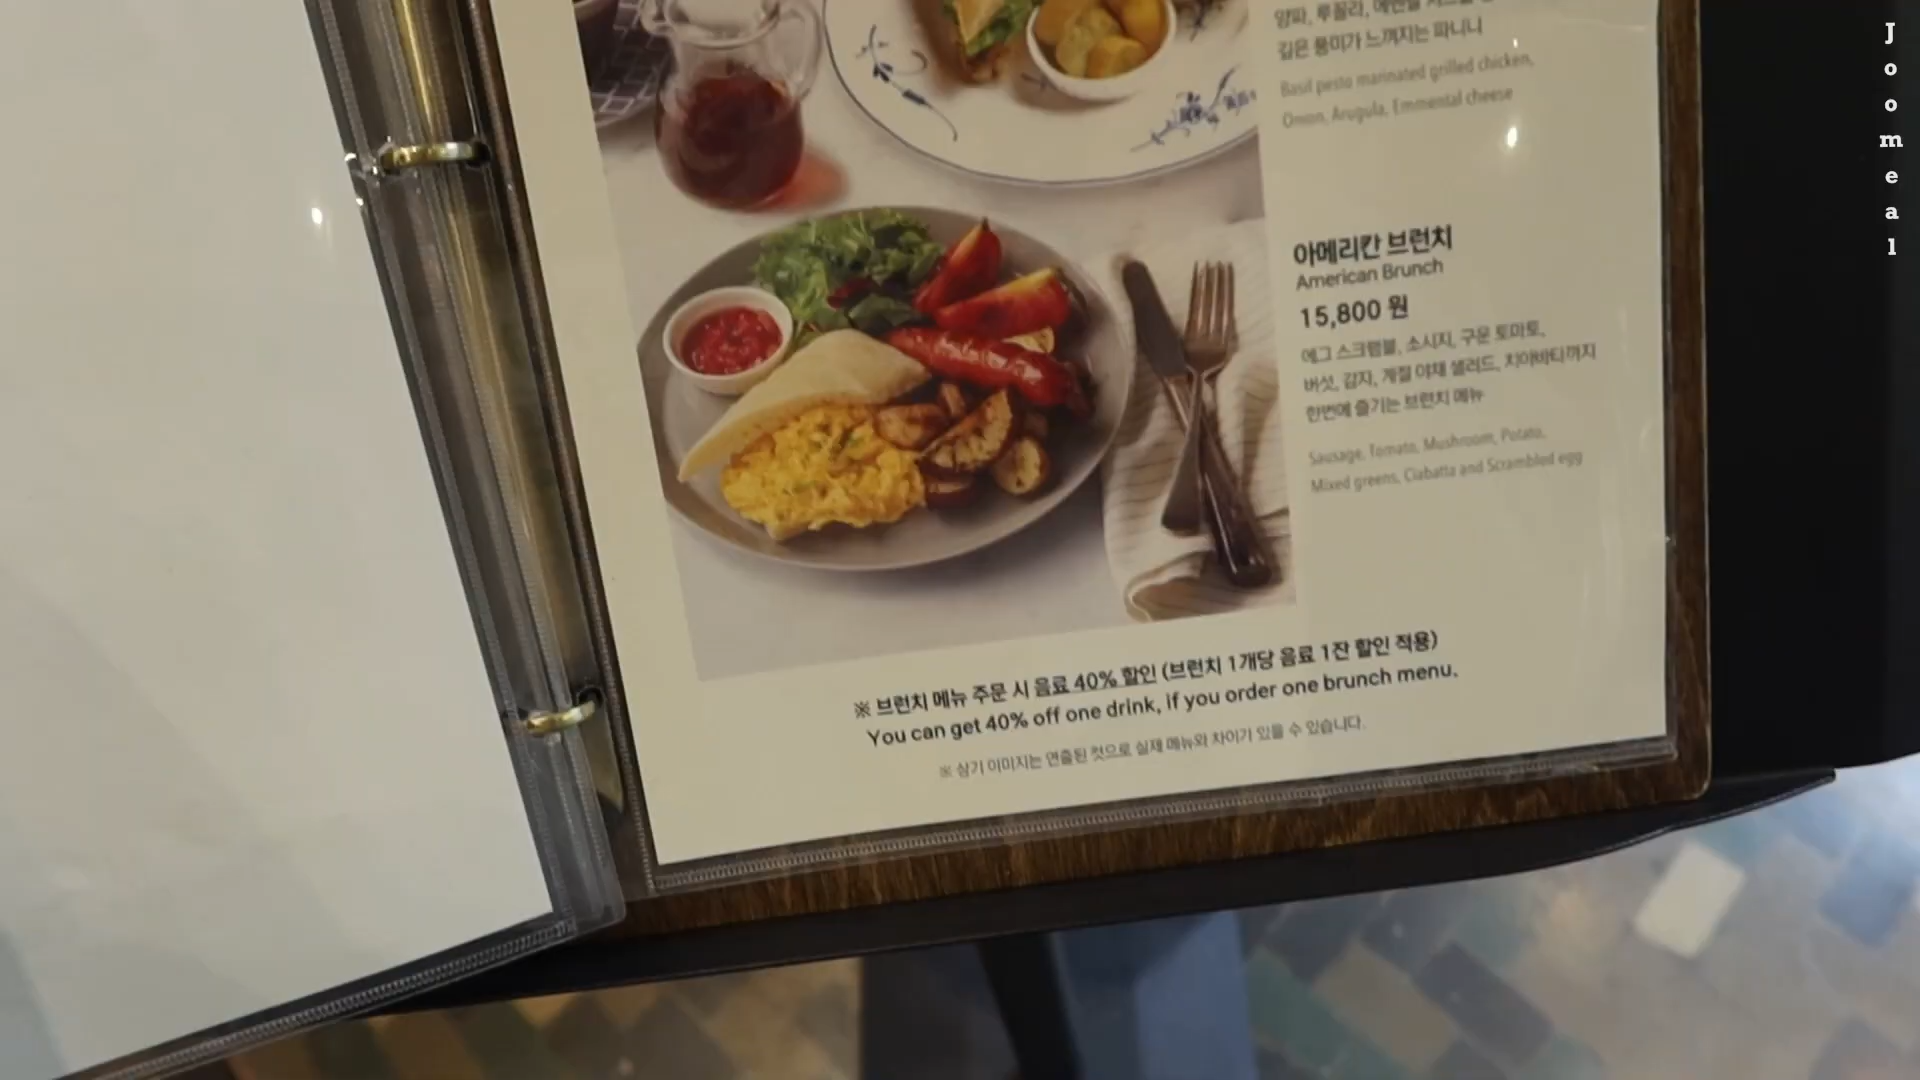 양파, 루꼴라, 에멘탈
깊은 풍미가 느껴지는 파니니
Basil pesto marinated grilled chicken,
Onion, Arugula, Emmental cheese
아메리칸 브런치
American Brunch
15,800 원
에그 스크램블, 소시지, 구운 토마토,
버섯, 감자, 계절 야채 샐러드, 치아바타까지
한번에 즐기는 브런치 메뉴
Sausage, Tomato, Mushroom, Potato,
Mixed greens, Ciabatta and Scrambled egg
※ 브런치 메뉴 주문 시 음료 40% 할인 (브런치 1개당 음료 1잔 할인 적용)
You can get 40% off one drink, if you order one brunch menu.
※ 상기 이미지는 연출된 컷으로 실제 메뉴와 차이가 있을 수 있습니다.
Joomeal